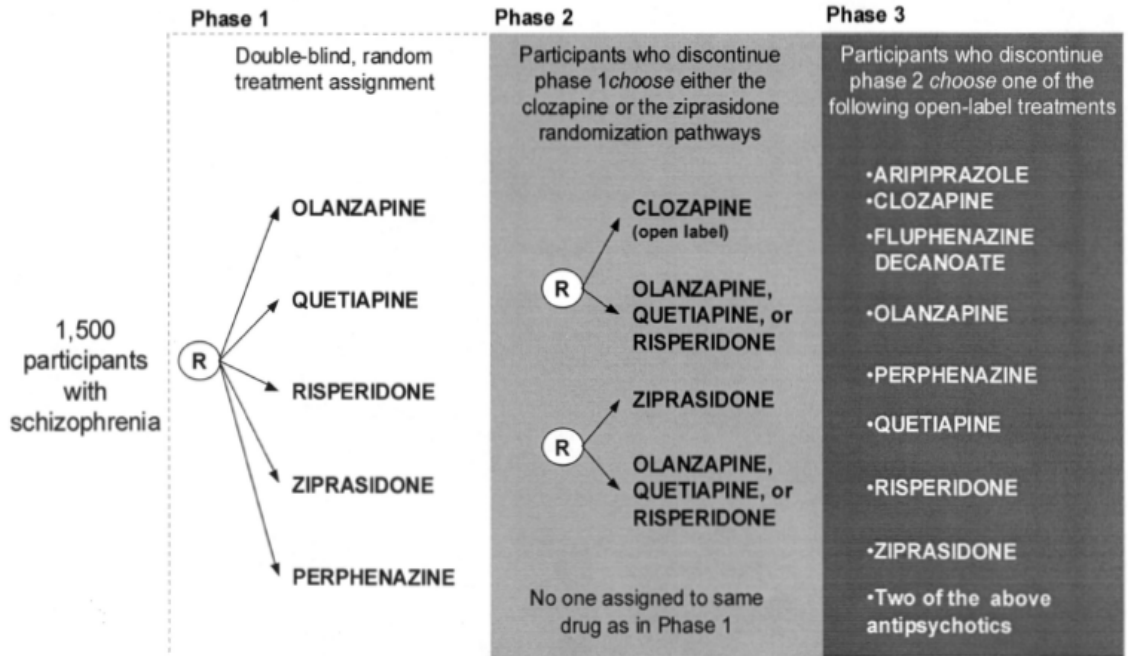 Phase 1
Phase 2
Phase 3
Double-blind, random
treatment assignment
Participants who discontinue
phase 1choose either the
clozapine or the ziprasidone
randomization pathways
Participants who discontinue
phase 2 choose one of the
following open-label treatments
1,500
participants
with
schizophrenia
R
OLANZAPINE
QUETIAPINE
RISPERIDONE
ZIPRASIDONE
PERPHENAZINE
R
CLOZAPINE
(open label)
OLANZAPINE,
QUETIAPINE, or
RISPERIDONE
R
ZIPRASIDONE
OLANZAPINE,
QUETIAPINE, or
RISPERIDONE
No one assigned to same
drug as in Phase 1
•ARIPIPRAZOLE
•CLOZAPINE
•FLUPHENAZINE
DECANOATE
•OLANZAPINE
•PERPHENAZINE
•QUETIAPINE
•RISPERIDONE
•ZIPRASIDONE
•Two of the above
antipsychotics